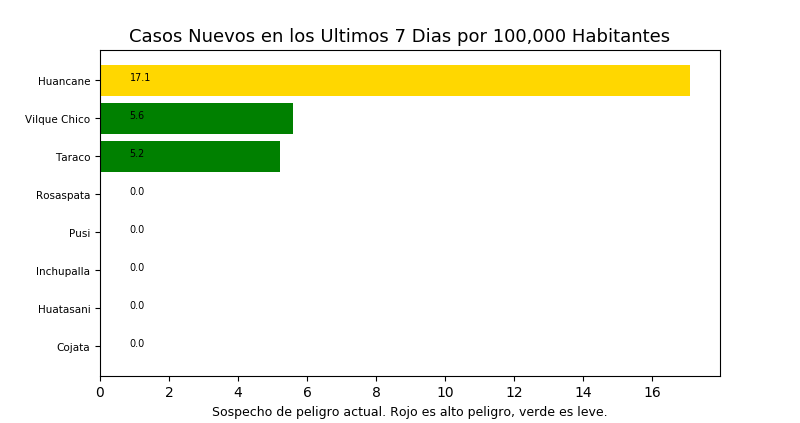 Casos Nuevos en los Ultimos 7 Dias por 100,000 Habitantes
Huancane 17.1
Vilque Chico 5.6
Taraco 5.2
Rosaspata 0.0
Pusi 0.0
Inchupalla 0.0
Huatasani 0.0
Cojata 0.0
0 2 4 6 8 10 12 14 16
Sospecho de peligro actual. Rojo es alto peligro, verde es leve.